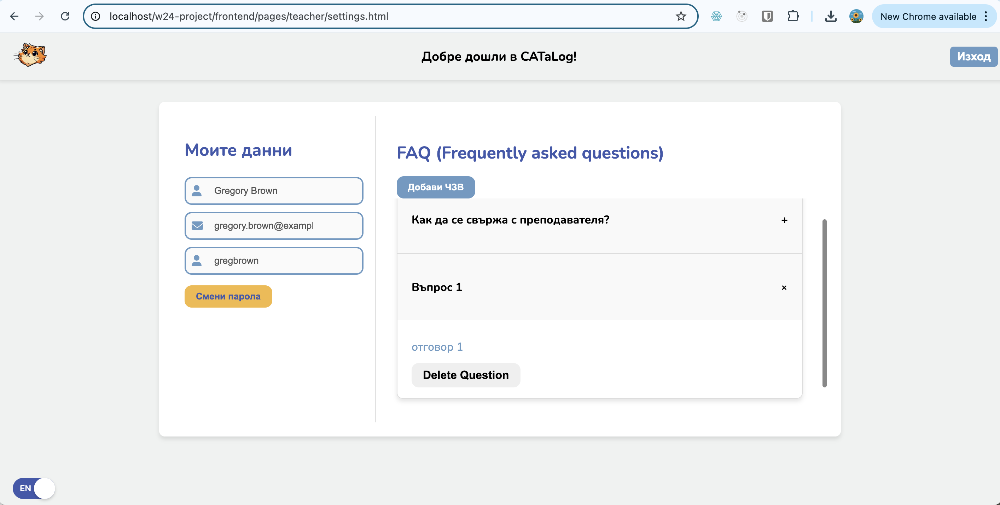 localhost/w24-project/frontend/pages/teacher/settings.html
New Chrome available
Добре дошли в CATaLog!
Изход
Моите данни
Gregory Brown
gregory.brown@exampl
gregbrown
Смени парола
FAQ (Frequently asked questions)
Добави ЧЗВ
Как да се свържа с преподавателя? +
Въпрос 1 ×
отговор 1
Delete Question
EN